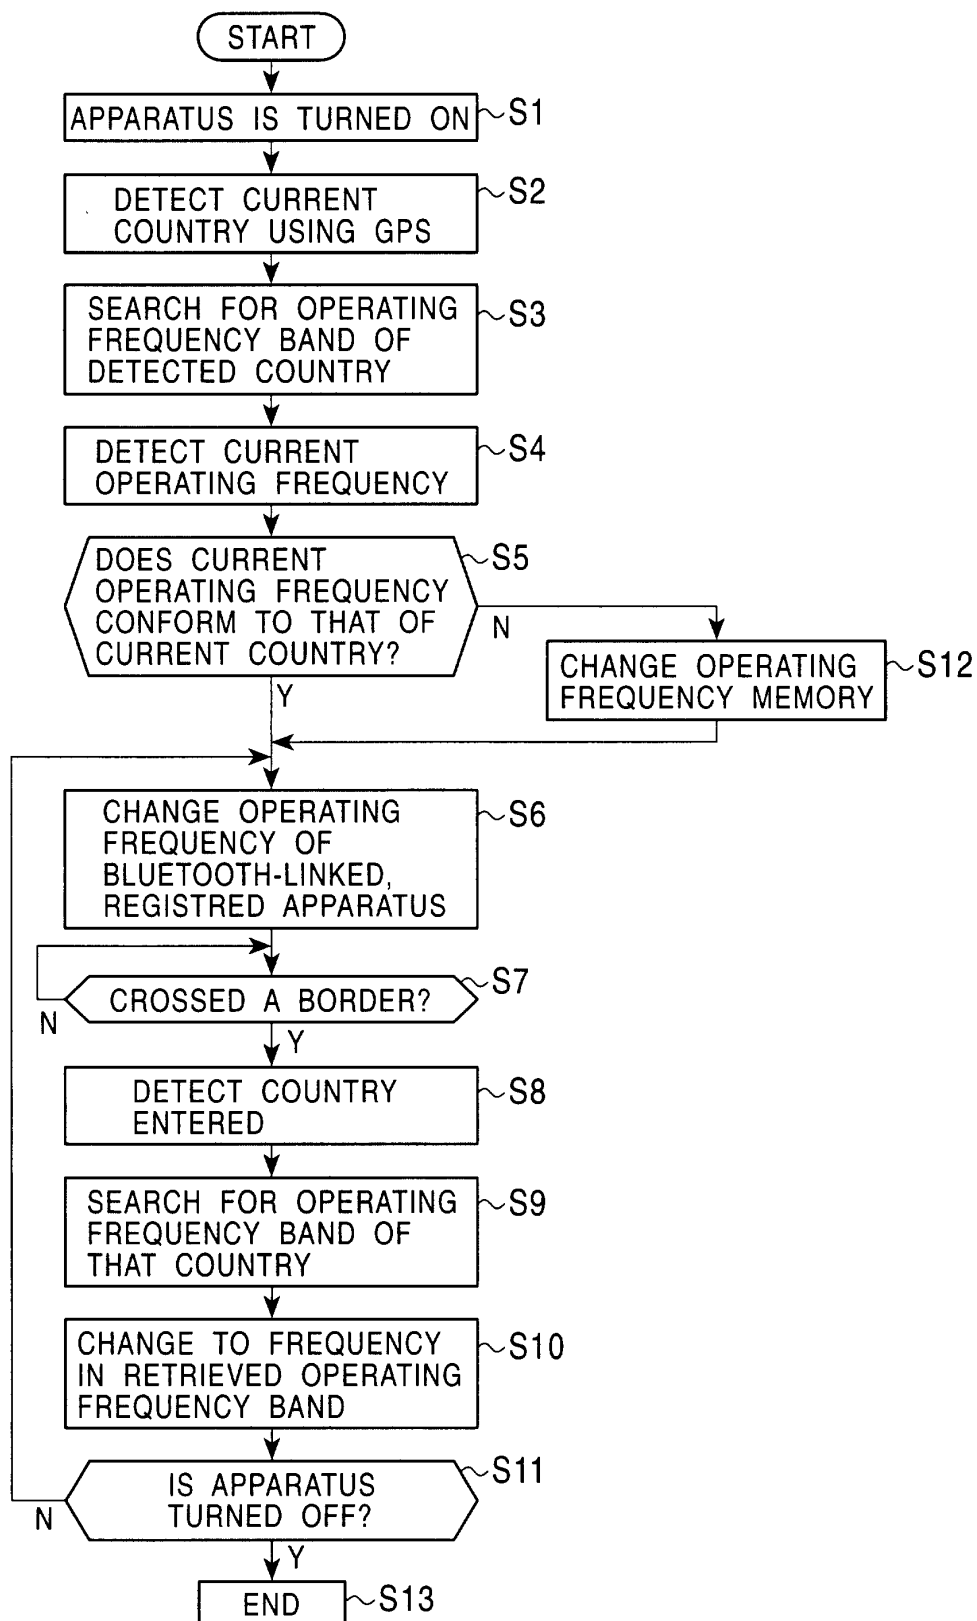 START
APPARATUS IS TURNED ON
S1
DETECT CURRENT
COUNTRY USING GPS
S2
SEARCH FOR OPERATING
FREQUENCY BAND OF
DETECTED COUNTRY
S3
DETECT CURRENT
OPERATING FREQUENCY
S4
DOES CURRENT
OPERATING FREQUENCY
CONFORM TO THAT OF
CURRENT COUNTRY?
S5
N
Y
CHANGE OPERATING
FREQUENCY MEMORY
S12
CHANGE OPERATING
FREQUENCY OF
BLUETOOTH-LINKED,
REGISTRED APPARATUS
S6
CROSSED A BORDER?
S7
N
Y
DETECT COUNTRY
ENTERED
S8
SEARCH FOR OPERATING
FREQUENCY BAND OF
THAT COUNTRY
S9
CHANGE TO FREQUENCY
IN RETRIEVED OPERATING
FREQUENCY BAND
S10
IS APPARATUS
TURNED OFF?
S11
N
Y
END
S13